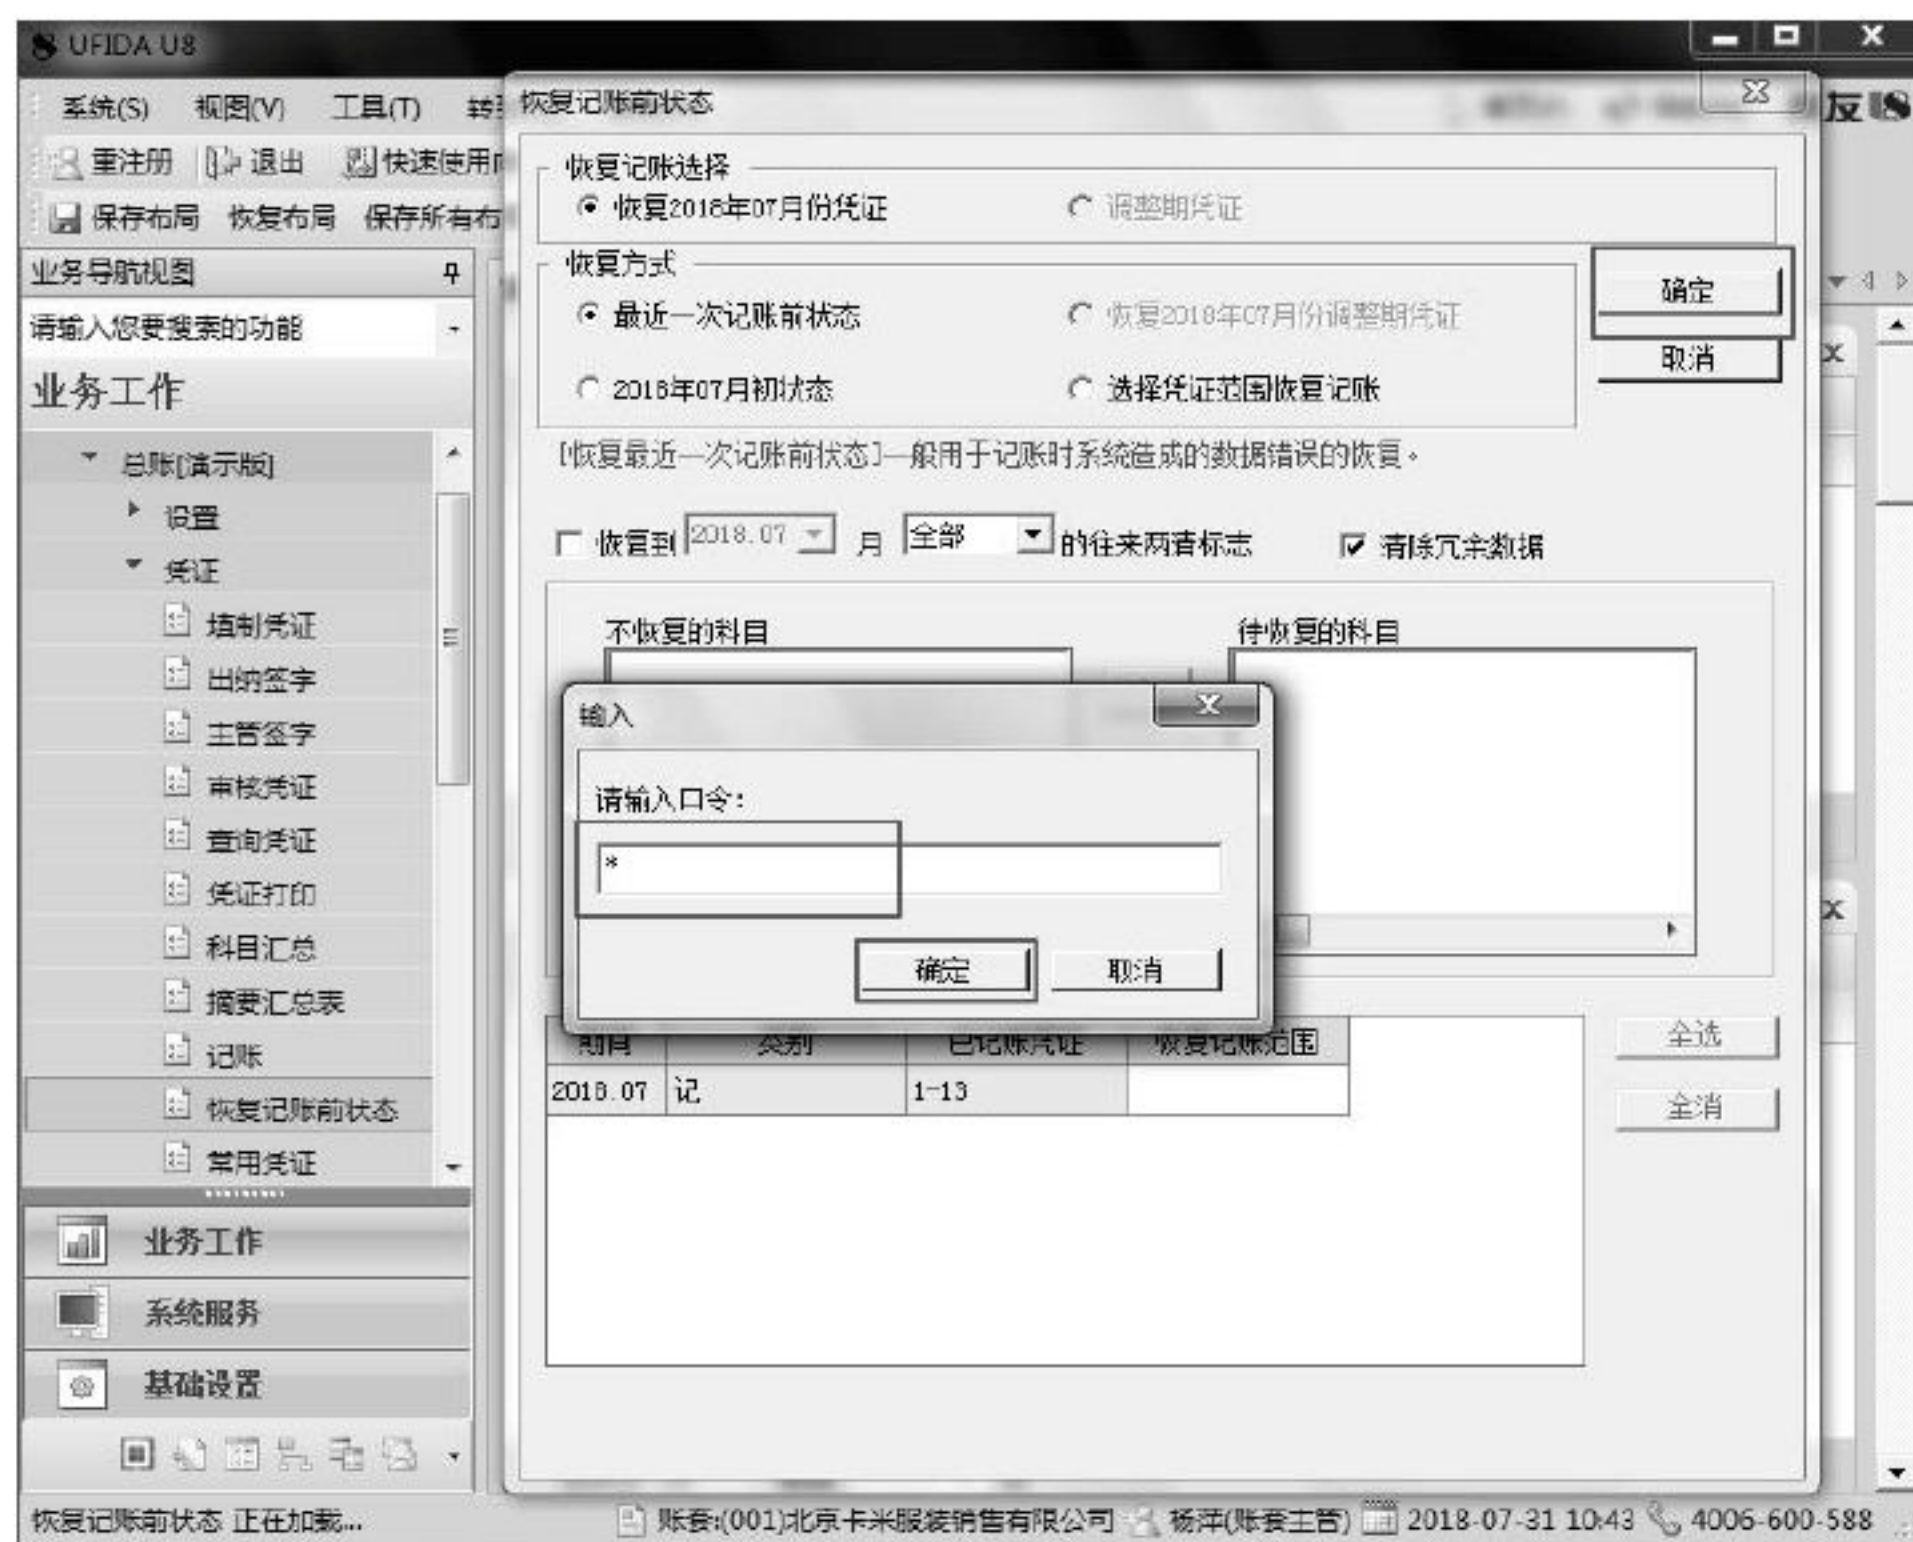 UFIDA U8
系统(S) 视图(V) 工具(T)
重注册 退出 快速使用
保存布局 恢复布局 保存所有布
业务导航视图
请输入您要搜索的功能
业务工作
总账[演示版]
设置
凭证
填制凭证
出纳签字
主管签字
审核凭证
查询凭证
凭证打印
科目汇总
摘要汇总表
记账
恢复记账前状态
常用凭证
业务工作
系统服务
基础设置
友
恢复记账前状态
恢复记账选择
恢复2018年07月份凭证 调整期凭证
恢复方式
最近一次记账前状态 恢复2018年07月份调整期凭证
2018年07月初状态 选择凭证范围恢复记账
确定
取消
[恢复最近一次记账前状态]一般用于记账时系统造成的数据错误的恢复。
恢复到 2018.07 月 全部 的往来两清标志 清除冗余数据
不恢复的科目 待恢复的科目
输入
请输入口令:
*
确定 取消
期间 类别 已记账凭证 恢复记账范围
2018.07 记 1-13
全选
全消
恢复记账前状态 正在加载... 账套:(001)北京卡米服装销售有限公司 杨萍(账套主管) 2018-07-31 10:43 4006-600-588